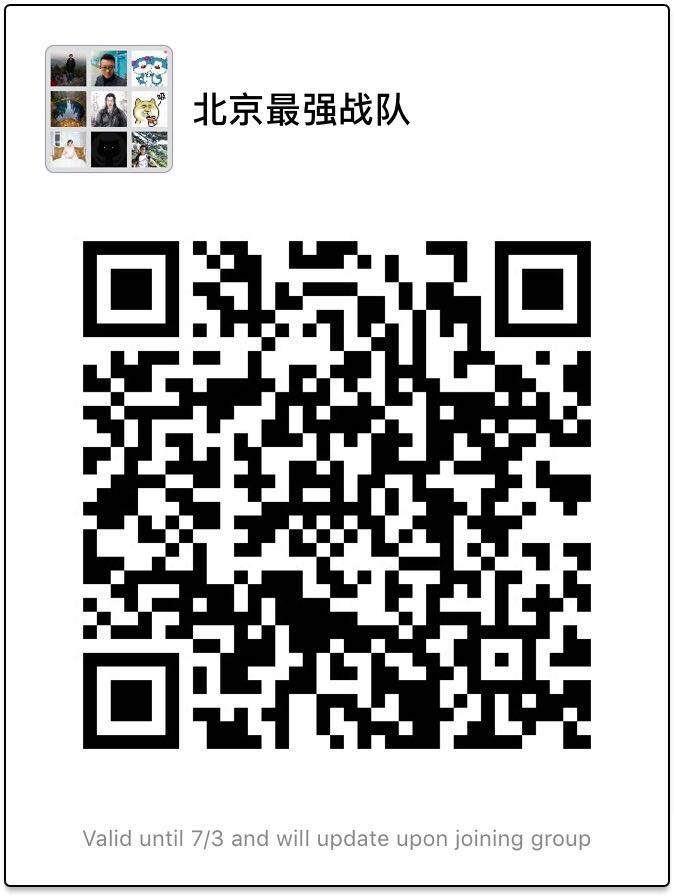 北京最强战队
Valid until 7/3 and will update upon joining group